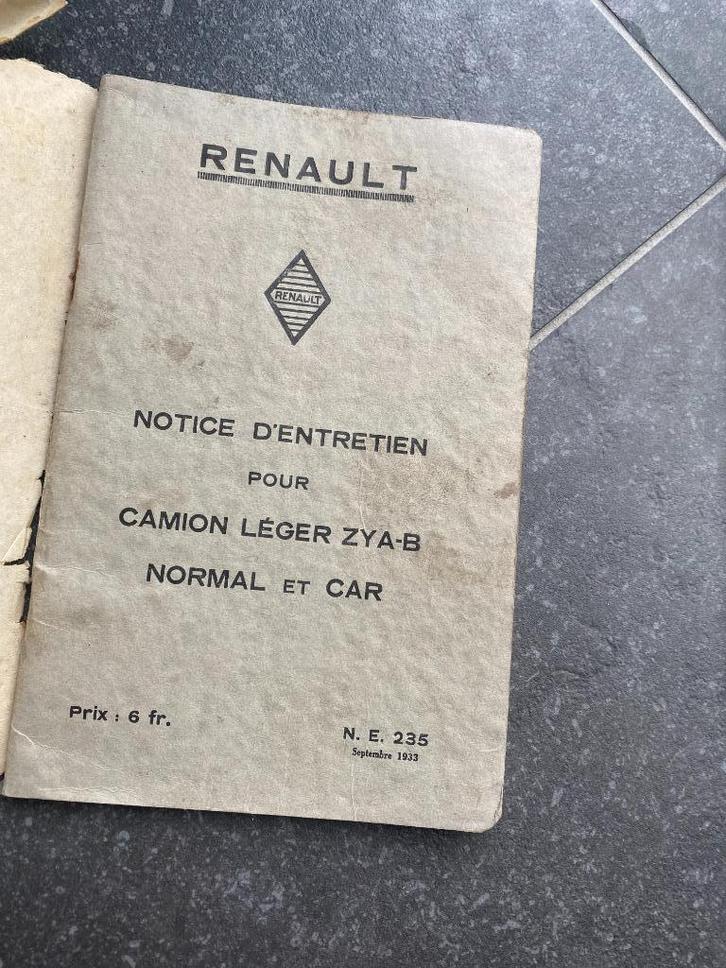 RENAULT
RENAULT
NOTICE D'ENTRETIEN
POUR
CAMION LÉGER ZYA-B
NORMAL ET CAR
Prix : 6 fr.
N. E. 235
Septembre 1933